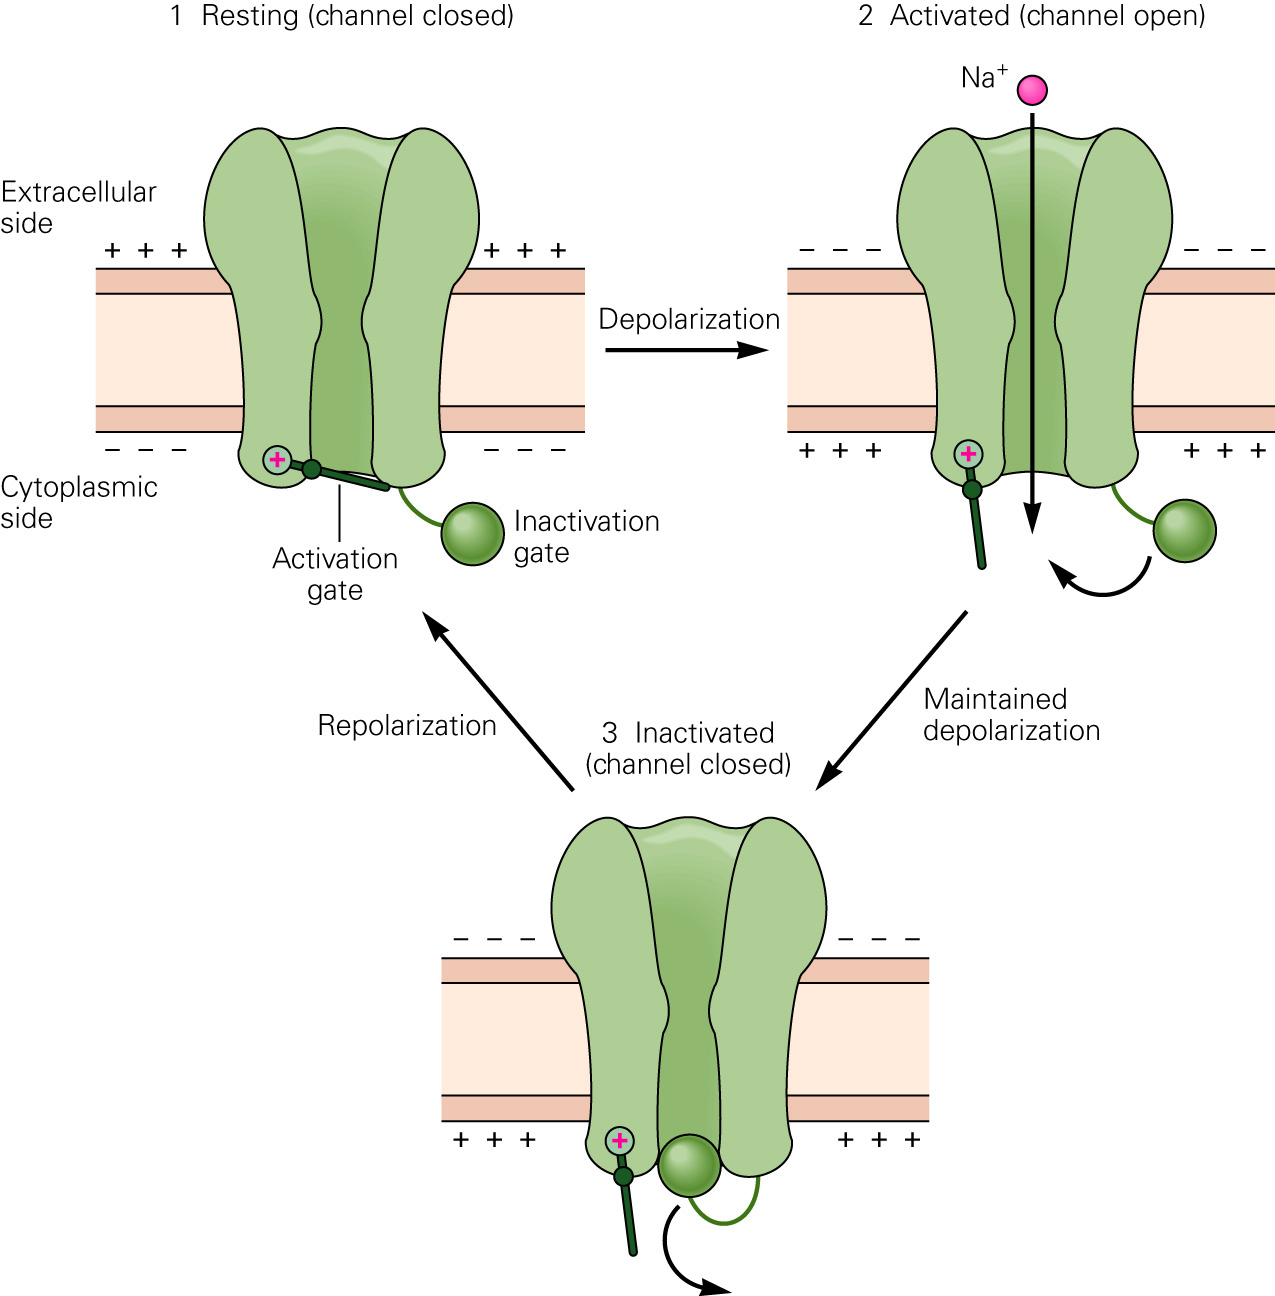 1 Resting (channel closed)
2 Activated (channel open)
Na⁺
Extracellular
side
+ + +
+ + +
− − −
− − −
Depolarization
− − −
− − −
+ + +
+ + +
+
+
Cytoplasmic
side
Activation
gate
Inactivation
gate
Repolarization
Maintained
depolarization
3 Inactivated
(channel closed)
− − −
− − −
+ + +
+ + +
+